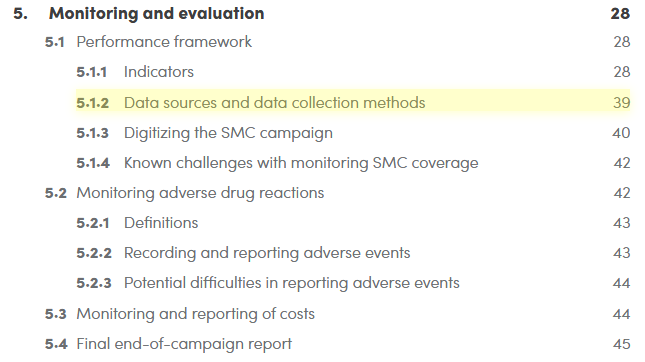 5. Monitoring and evaluation 28
5.1 Performance framework 28
5.1.1 Indicators 28
5.1.2 Data sources and data collection methods 39
5.1.3 Digitizing the SMC campaign 40
5.1.4 Known challenges with monitoring SMC coverage 42
5.2 Monitoring adverse drug reactions 42
5.2.1 Definitions 43
5.2.2 Recording and reporting adverse events 43
5.2.3 Potential difficulties in reporting adverse events 44
5.3 Monitoring and reporting of costs 44
5.4 Final end-of-campaign report 45